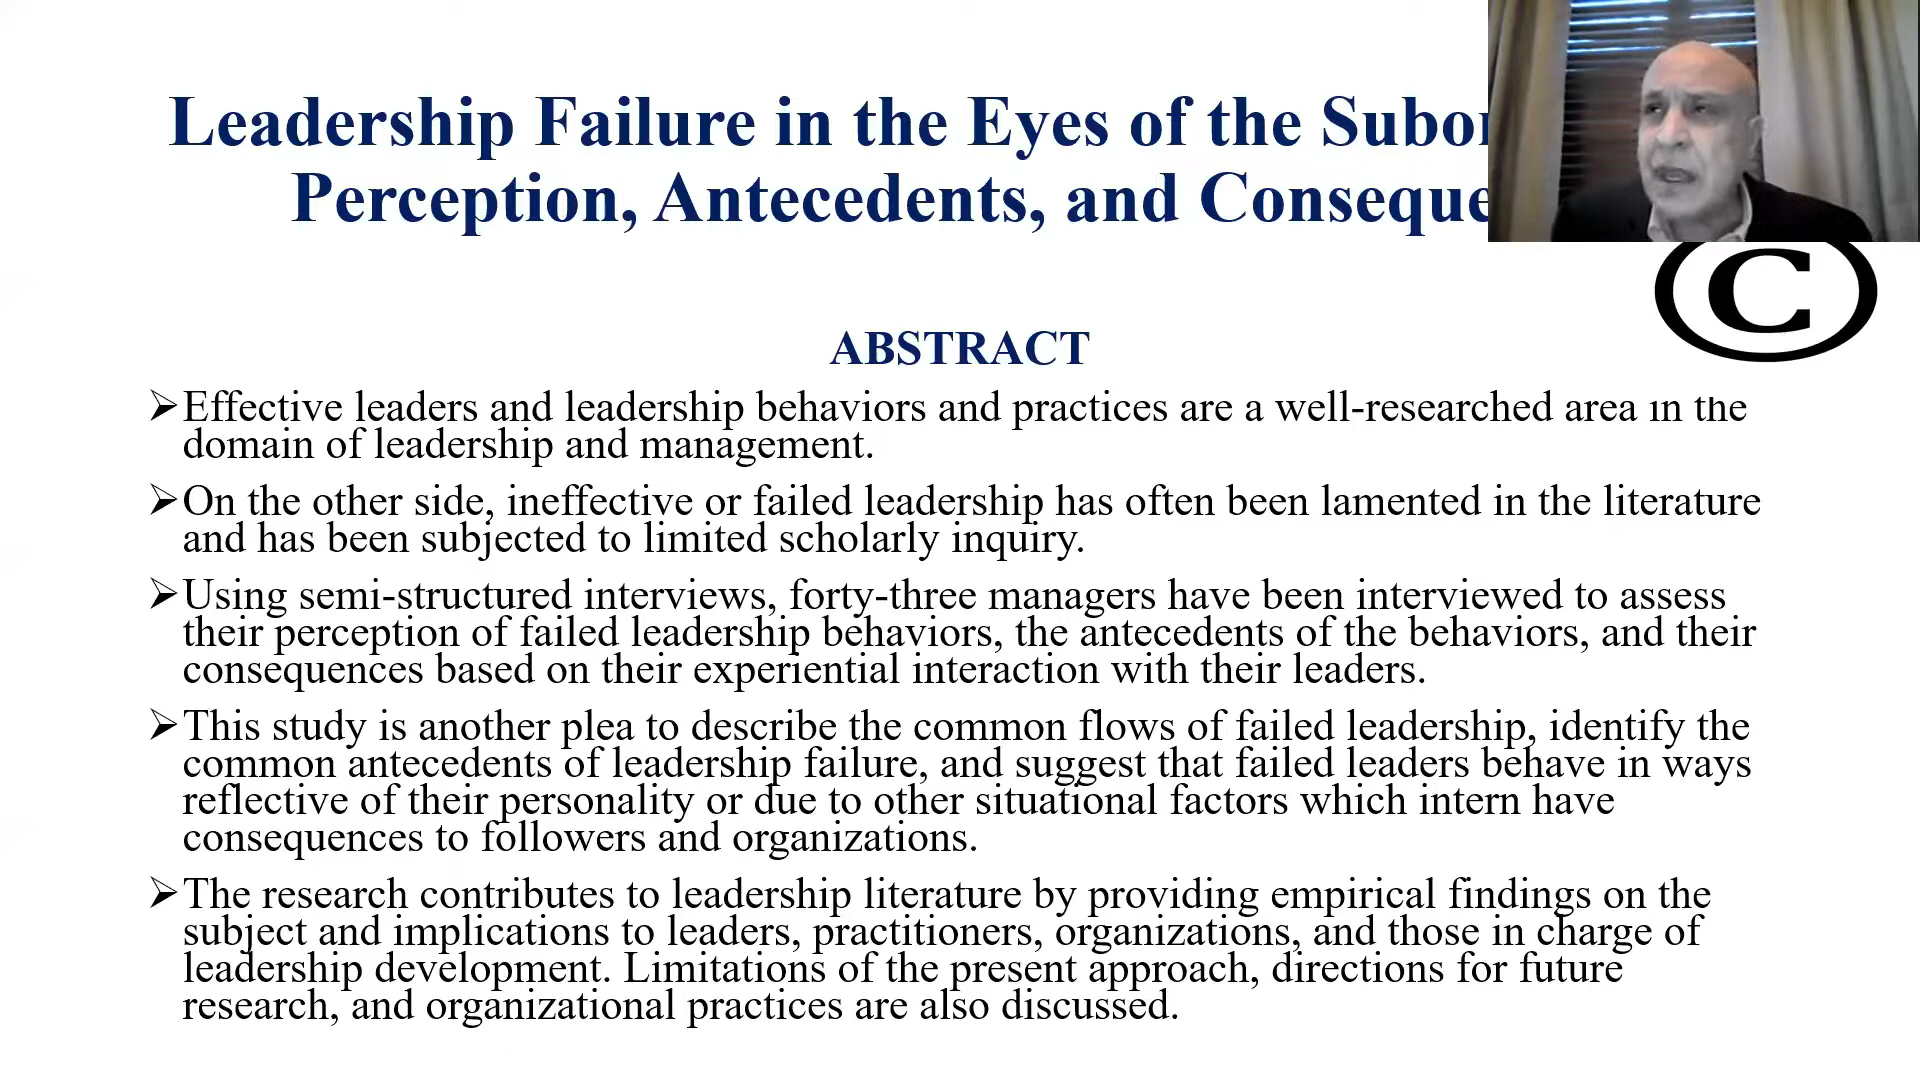 Leadership Failure in the Eyes of the
Perception, Antecedents, and
C
ABSTRACT
➢Effective leaders and leadership behaviors and practices are a well-researched area in the
domain of leadership and management.
➢On the other side, ineffective or failed leadership has often been lamented in the literature
and has been subjected to limited scholarly inquiry.
➢Using semi-structured interviews, forty-three managers have been interviewed to assess
their perception of failed leadership behaviors, the antecedents of the behaviors, and their
consequences based on their experiential interaction with their leaders.
➢This study is another plea to describe the common flows of failed leadership, identify the
common antecedents of leadership failure, and suggest that failed leaders behave in ways
reflective of their personality or due to other situational factors which intern have
consequences to followers and organizations.
➢The research contributes to leadership literature by providing empirical findings on the
subject and implications to leaders, practitioners, organizations, and those in charge of
leadership development. Limitations of the present approach, directions for future
research, and organizational practices are also discussed.